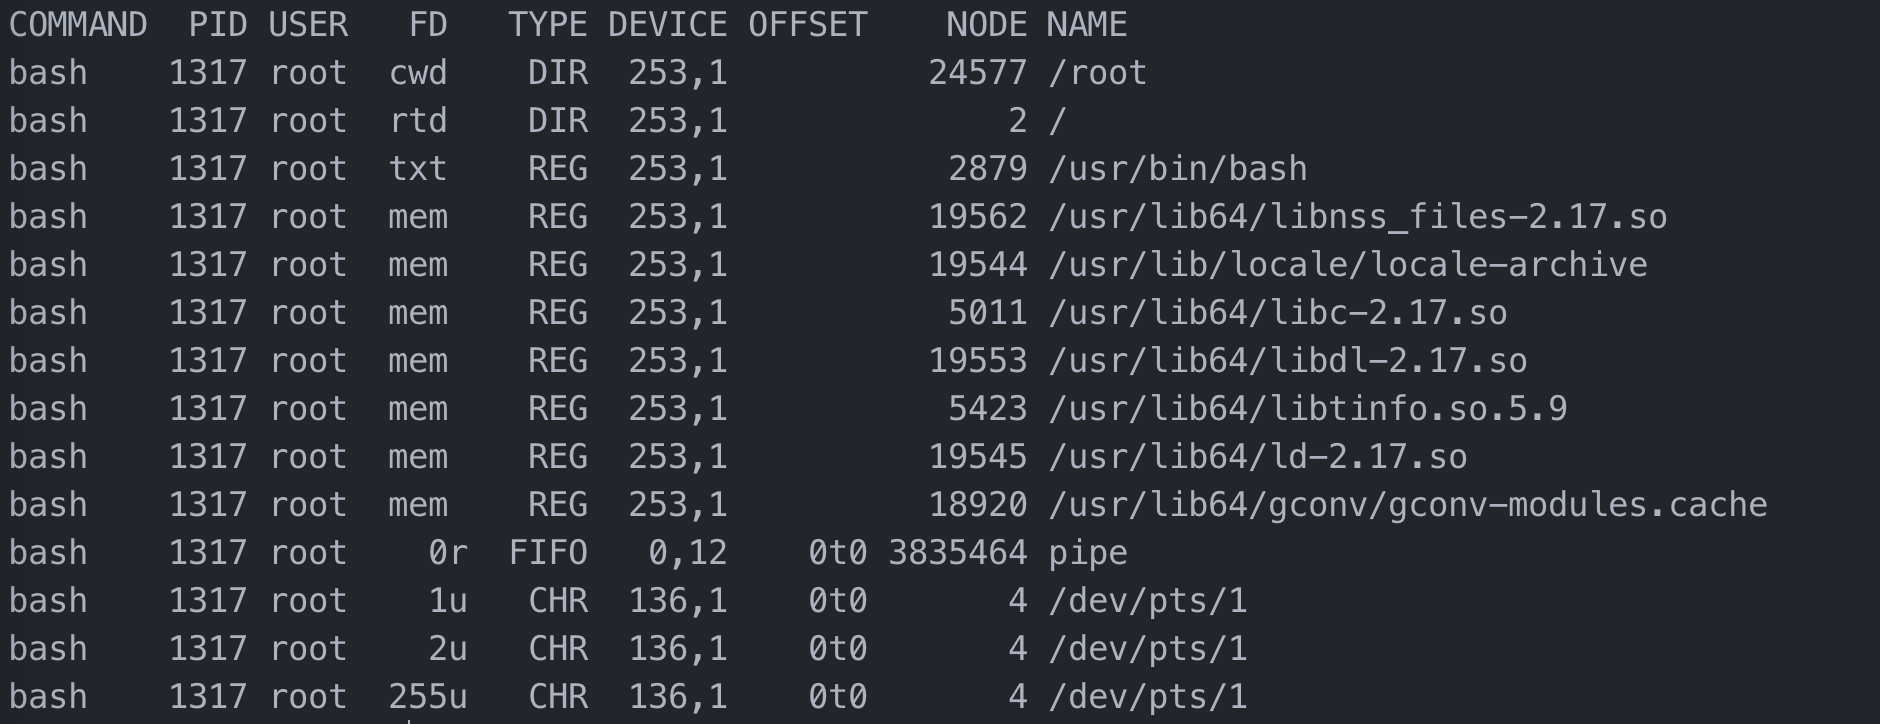 COMMAND  PID USER   FD   TYPE DEVICE OFFSET    NODE NAME
bash    1317 root  cwd    DIR  253,1          24577 /root
bash    1317 root  rtd    DIR  253,1              2 /
bash    1317 root  txt    REG  253,1           2879 /usr/bin/bash
bash    1317 root  mem    REG  253,1          19562 /usr/lib64/libnss_files-2.17.so
bash    1317 root  mem    REG  253,1          19544 /usr/lib/locale/locale-archive
bash    1317 root  mem    REG  253,1           5011 /usr/lib64/libc-2.17.so
bash    1317 root  mem    REG  253,1          19553 /usr/lib64/libdl-2.17.so
bash    1317 root  mem    REG  253,1           5423 /usr/lib64/libtinfo.so.5.9
bash    1317 root  mem    REG  253,1          19545 /usr/lib64/ld-2.17.so
bash    1317 root  mem    REG  253,1          18920 /usr/lib64/gconv/gconv-modules.cache
bash    1317 root    0r  FIFO   0,12    0t0 3835464 pipe
bash    1317 root    1u   CHR  136,1    0t0       4 /dev/pts/1
bash    1317 root    2u   CHR  136,1    0t0       4 /dev/pts/1
bash    1317 root  255u   CHR  136,1    0t0       4 /dev/pts/1